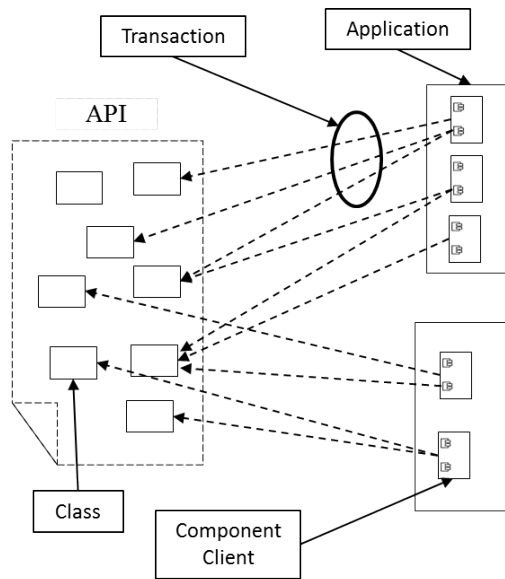 Transaction
Application
API
Class
Component
Client